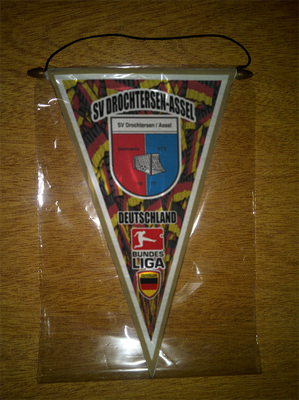 SV DROCHTERSEN-ASSEL
SV Drochtersen / Assel
DEUTSCHLAND
BUNDES
LIGA